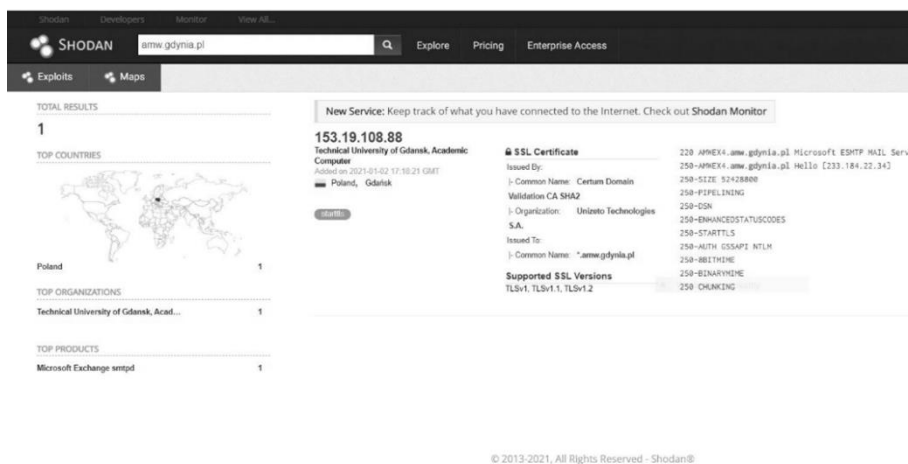 Shodan Developers Monitor View All...
SHODAN amw.gdynia.pl Explore Pricing Enterprise Access
Exploits Maps
TOTAL RESULTS
1
TOP COUNTRIES
Poland 1
TOP ORGANIZATIONS
Technical University of Gdansk, Acad... 1
TOP PRODUCTS
Microsoft Exchange smtpd 1
New Service: Keep track of what you have connected to the Internet. Check out Shodan Monitor
153.19.108.88
Technical University of Gdansk, Academic
Computer
Added on 2021-01-02 17:10:21 GMT
Poland, Gdańsk
starttls
SSL Certificate
Issued By:
|- Common Name: Certum Domain
Validation CA SHA2
|- Organization: Unizeto Technologies
S.A.
Issued To:
|- Common Name: *.amw.gdynia.pl
Supported SSL Versions
TLSv1, TLSv1.1, TLSv1.2
220 AMWEX4.amw.gdynia.pl Microsoft ESMTP MAIL Serv
250-AMWEX4.amw.gdynia.pl Hello [233.184.22.34]
250-SIZE 52428800
250-PIPELINING
250-DSN
250-ENHANCEDSTATUSCODES
250-STARTTLS
250-AUTH GSSAPI NTLM
250-8BITMIME
250-BINARYMIME
250 CHUNKING
© 2013-2021, All Rights Reserved - Shodan®